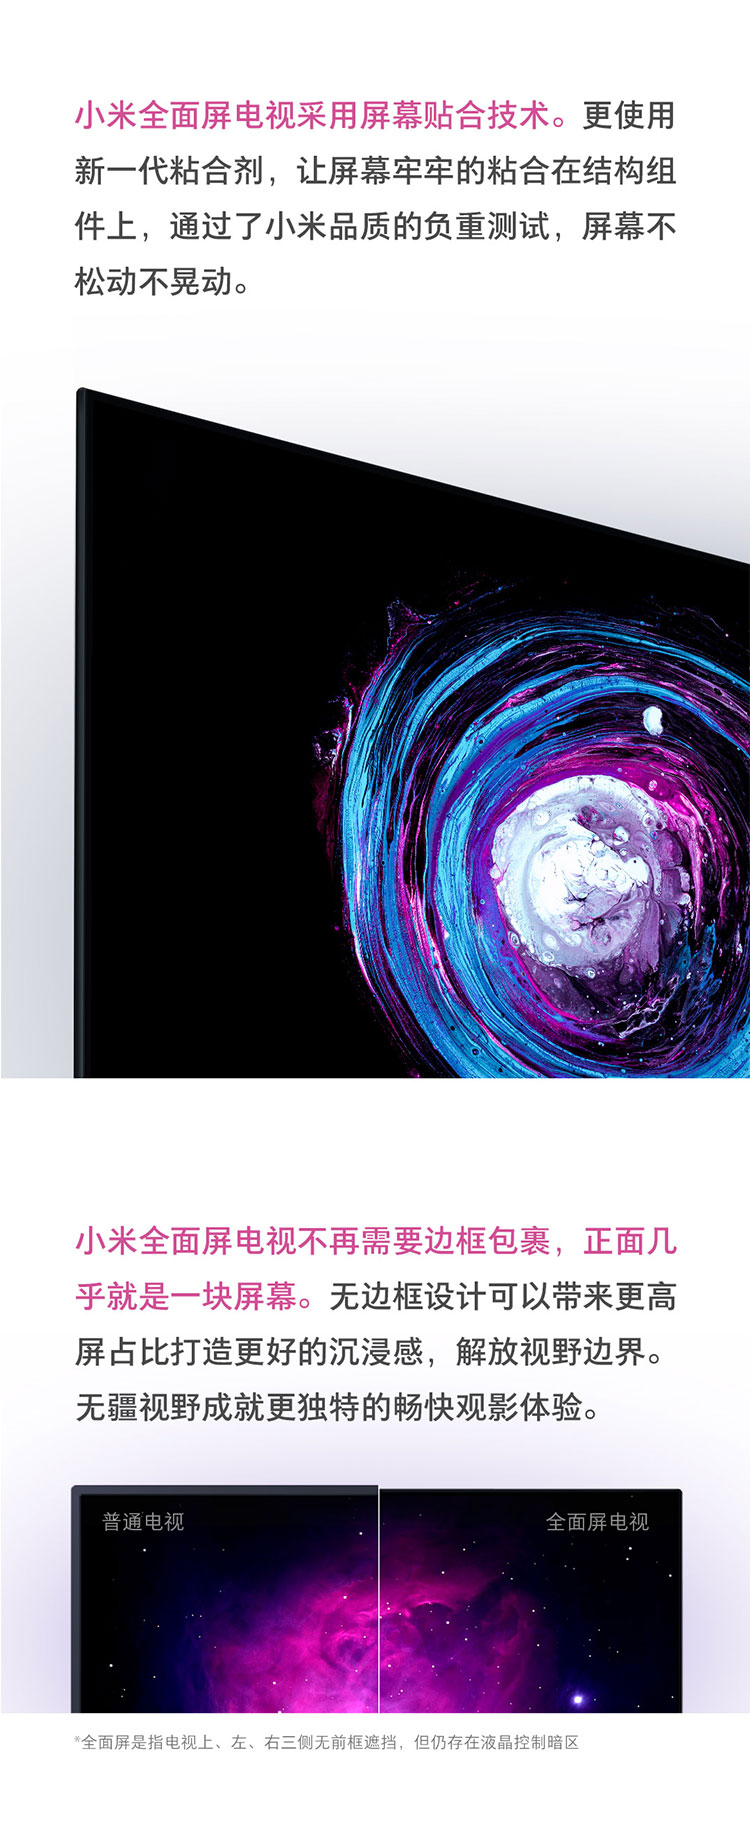 小米全面屏电视采用屏幕贴合技术。更使用
新一代粘合剂，让屏幕牢牢的粘合在结构组
件上，通过了小米品质的负重测试，屏幕不
松动不晃动。
小米全面屏电视不再需要边框包裹，正面几
乎就是一块屏幕。无边框设计可以带来更高
屏占比打造更好的沉浸感，解放视野边界。
无疆视野成就更独特的畅快观影体验。
普通电视
全面屏电视
*全面屏是指电视上、左、右三侧无前框遮挡，但仍存在液晶控制暗区